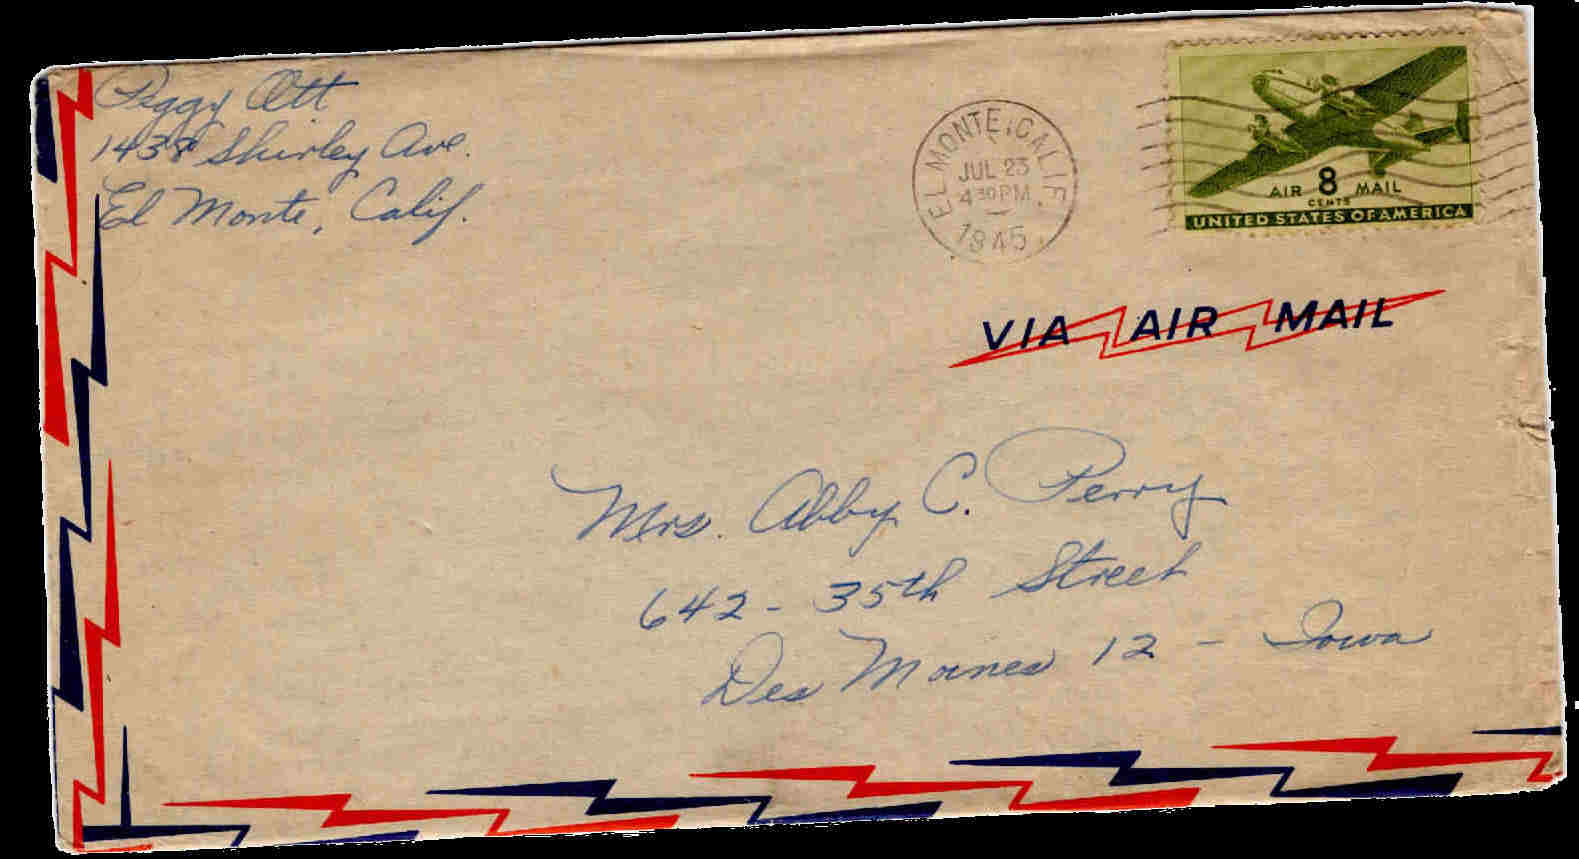 Peggy Ott
1438 Shirley Ave.
El Monte, Calif.
EL MONTE, CALIF.
JUL 23
4 30 PM
1945
AIR 8 MAIL
CENTS
UNITED STATES OF AMERICA
VIA AIR MAIL
Mrs. Abby C. Perry
642 - 35th Street
Des Moines 12 - Iowa